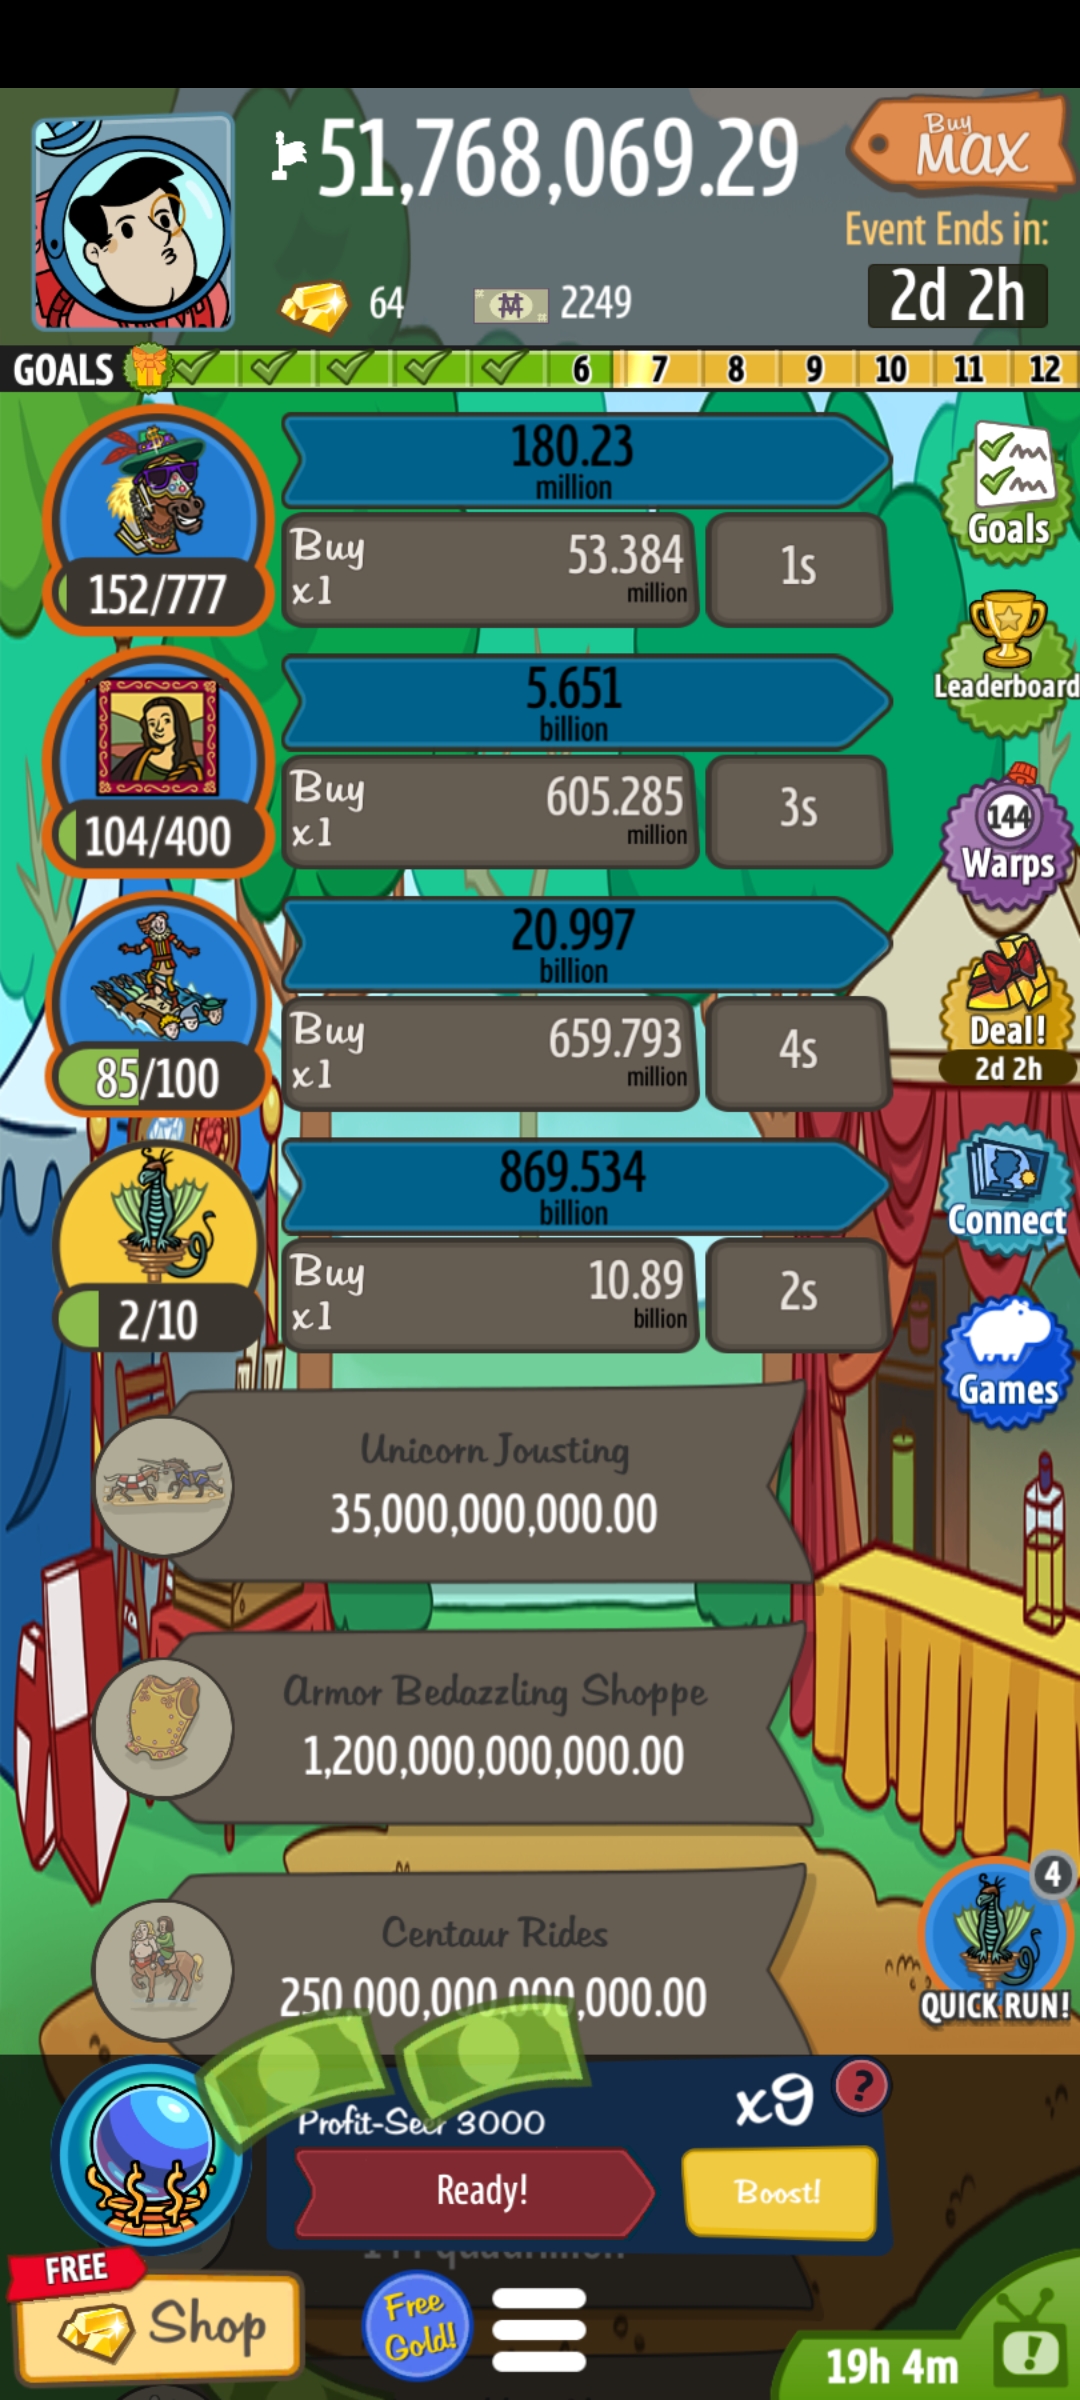 51,768,069.29
Buy
MAX
Event Ends in:
64
2249
2d 2h
GOALS
6 7 8 9 10 11 12
180.23
million
152/777
Buy
x1
53.384
million
1s
Goals
Leaderboard
5.651
billion
104/400
Buy
x1
605.285
million
3s
144
Warps
20.997
billion
85/100
Buy
x1
659.793
million
4s
Deal!
2d 2h
869.534
billion
2/10
Buy
x1
10.89
billion
2s
Connect
Games
Unicorn Jousting
35,000,000,000.00
Armor Bedazzling Shoppe
1,200,000,000,000.00
Centaur Rides
250,000,000,000,000.00
4
QUICK RUN!
Profit-Seer 3000
x9
?
Ready!
Boost!
FREE
Shop
Free
Gold!
19h 4m
!